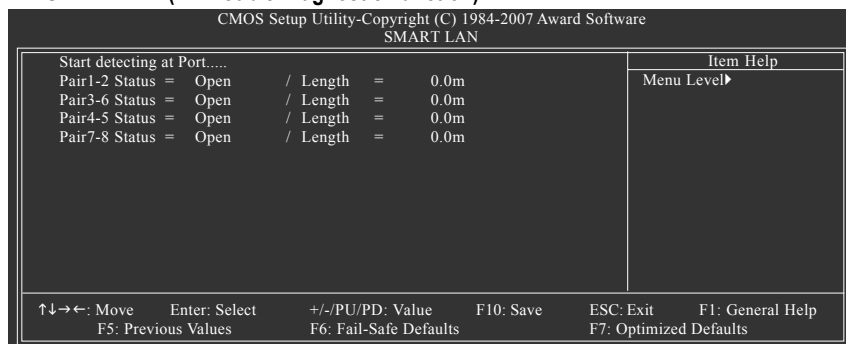 CMOS Setup Utility-Copyright (C) 1984-2007 Award Software
SMART LAN
Start detecting at Port.....
Pair1-2 Status = Open / Length = 0.0m
Pair3-6 Status = Open / Length = 0.0m
Pair4-5 Status = Open / Length = 0.0m
Pair7-8 Status = Open / Length = 0.0m
Item Help
Menu Level▶
↑↓→←: Move Enter: Select +/-/PU/PD: Value F10: Save ESC: Exit F1: General Help
F5: Previous Values F6: Fail-Safe Defaults F7: Optimized Defaults